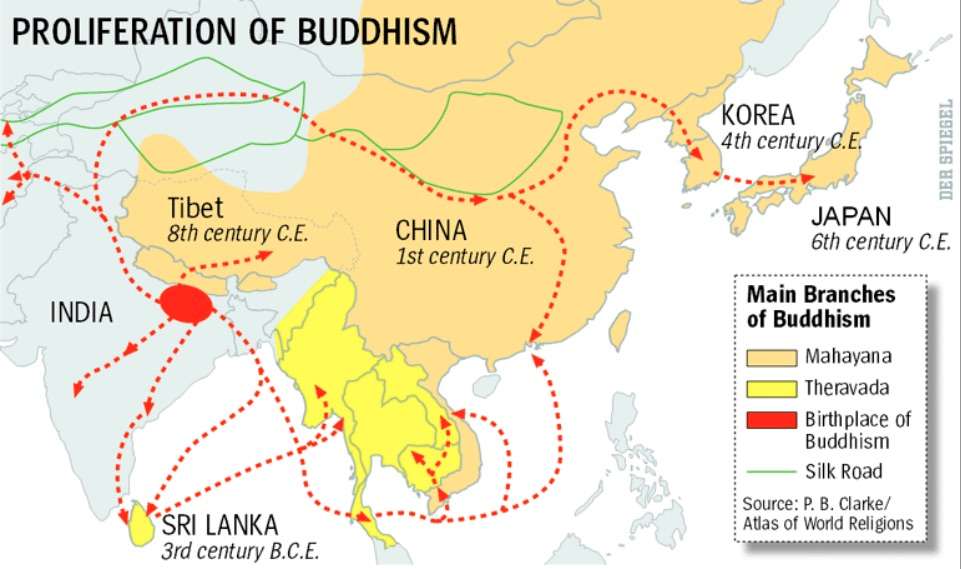 PROLIFERATION OF BUDDHISM
KOREA
4th century C.E.
DER SPIEGEL
Tibet
8th century C.E.
CHINA
1st century C.E.
JAPAN
6th century C.E.
INDIA
Main Branches
of Buddhism
Mahayana
Theravada
Birthplace of
Buddhism
Silk Road
Source: P. B. Clarke/
Atlas of World Religions
SRI LANKA
3rd century B.C.E.